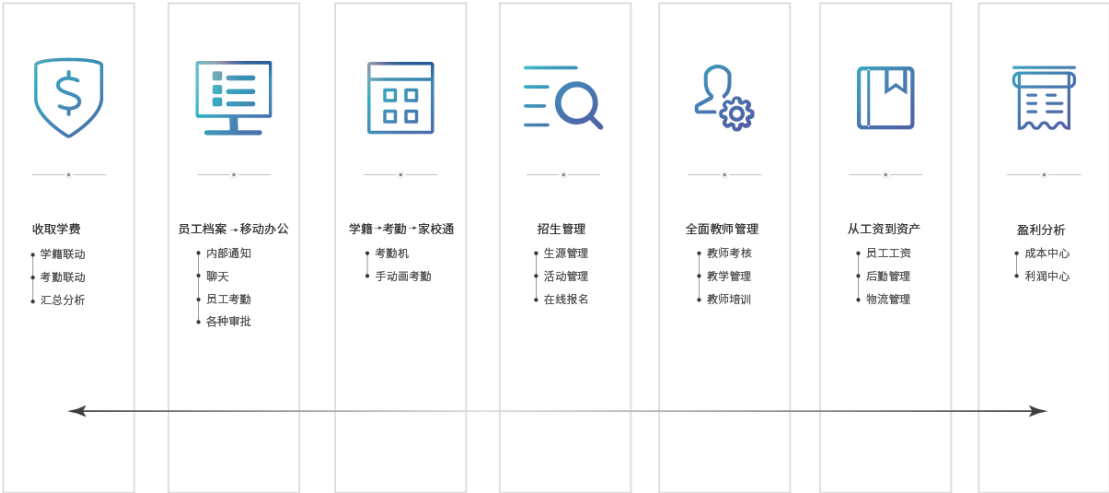 收取学费
学籍联动
考勤联动
汇总分析
员工档案→移动办公
内部通知
聊天
员工考勤
各种审批
学籍→考勤→家校通
考勤机
手动画考勤
招生管理
生源管理
活动管理
在线报名
全面教师管理
教师考核
教学管理
教师培训
从工资到资产
员工工资
后勤管理
物流管理
盈利分析
成本中心
利润中心